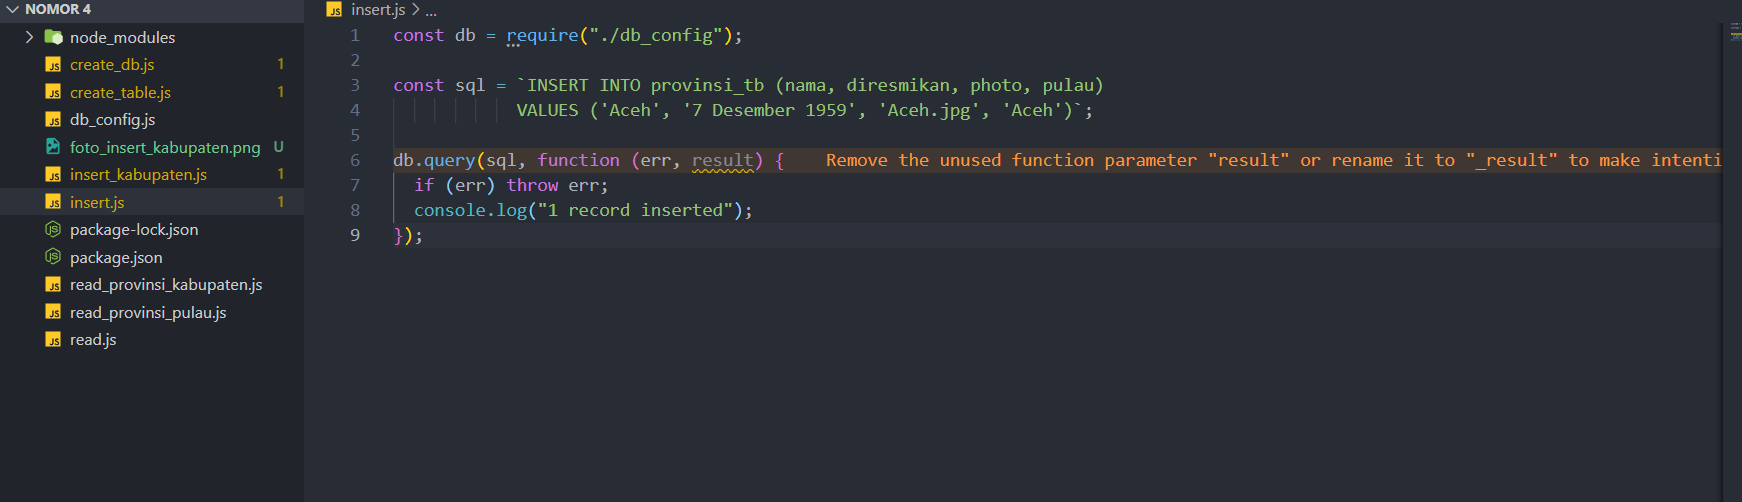 NOMOR 4
node_modules
create_db.js 1
create_table.js 1
db_config.js
foto_insert_kabupaten.png U
insert_kabupaten.js 1
insert.js 1
package-lock.json
package.json
read_provinsi_kabupaten.js
read_provinsi_pulau.js
read.js
insert.js > ...
1 const db = require("./db_config");
2
3 const sql = `INSERT INTO provinsi_tb (nama, diresmikan, photo, pulau)
4             VALUES ('Aceh', '7 Desember 1959', 'Aceh.jpg', 'Aceh')`;
5
6 db.query(sql, function (err, result) {    Remove the unused function parameter "result" or rename it to "_result" to make intenti
7   if (err) throw err;
8   console.log("1 record inserted");
9 });